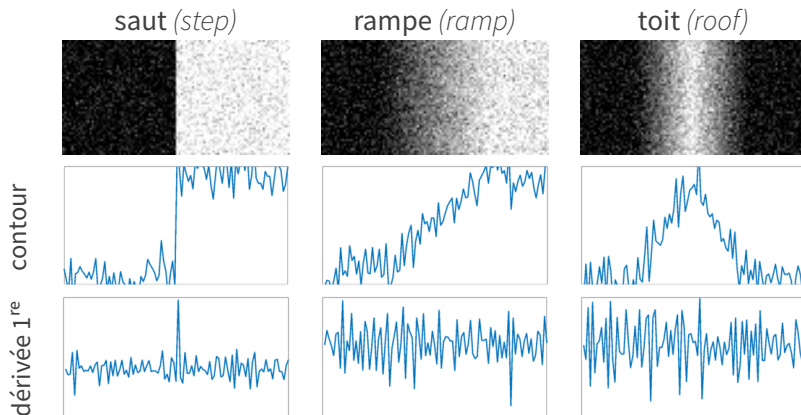 saut (step)
rampe (ramp)
toit (roof)
contour
dérivée 1re